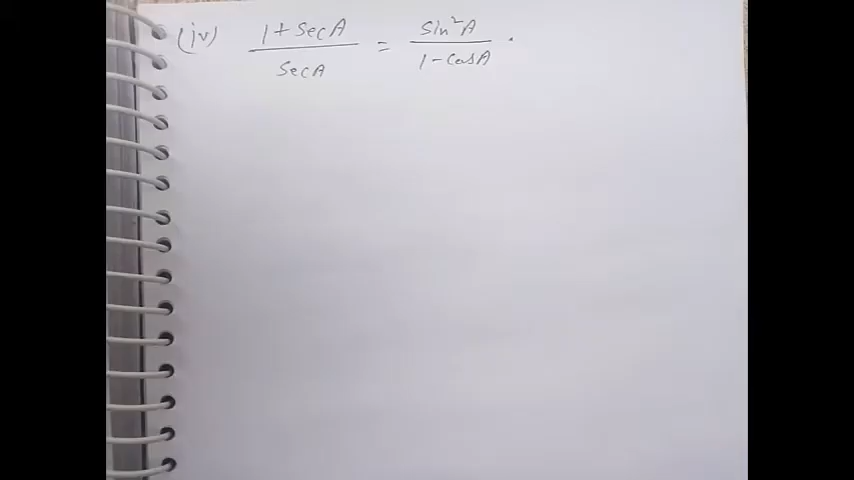 (iv) (1 + SecA)/SecA = Sin²A/(1 - CosA) .